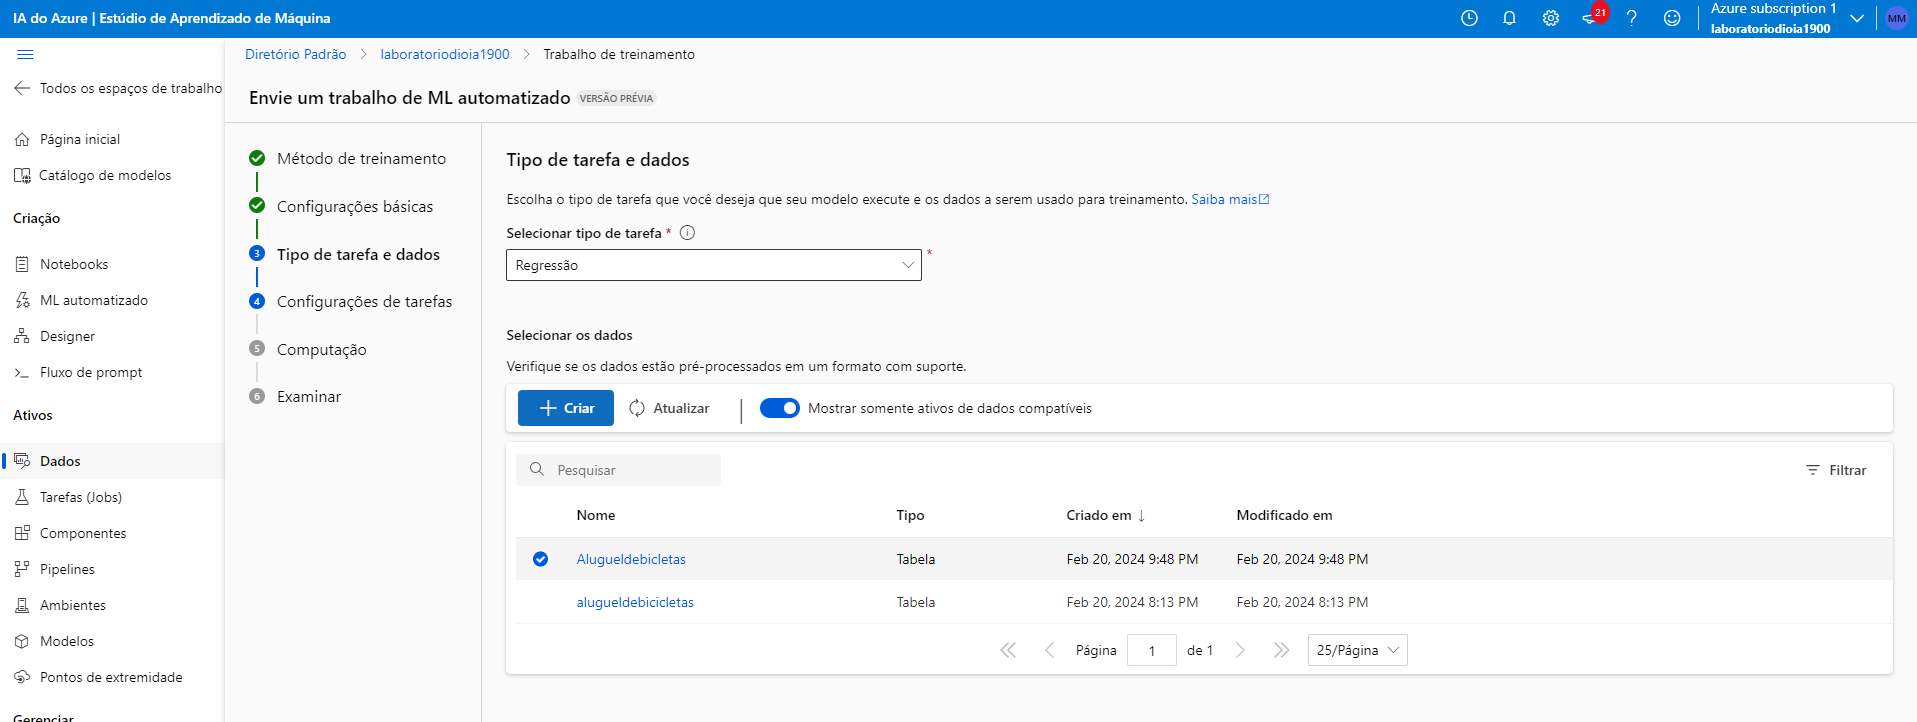 IA do Azure | Estúdio de Aprendizado de Máquina
21
Azure subscription 1
laboratoriodioia1900
MM
Todos os espaços de trabalho
Página inicial
Catálogo de modelos
Criação
Notebooks
ML automatizado
Designer
Fluxo de prompt
Ativos
Dados
Tarefas (Jobs)
Componentes
Pipelines
Ambientes
Modelos
Pontos de extremidade
Gerenciar
Diretório Padrão > laboratoriodioia1900 > Trabalho de treinamento
Envie um trabalho de ML automatizado VERSÃO PRÉVIA
Método de treinamento
Configurações básicas
3 Tipo de tarefa e dados
4 Configurações de tarefas
5 Computação
6 Examinar
Tipo de tarefa e dados
Escolha o tipo de tarefa que você deseja que seu modelo execute e os dados a serem usado para treinamento. Saiba mais
Selecionar tipo de tarefa *
Regressão *
Selecionar os dados
Verifique se os dados estão pré-processados em um formato com suporte.
Criar Atualizar | Mostrar somente ativos de dados compatíveis
Pesquisar Filtrar
Nome Tipo Criado em ↓ Modificado em
Alugueldebicletas Tabela Feb 20, 2024 9:48 PM Feb 20, 2024 9:48 PM
alugueldebicicletas Tabela Feb 20, 2024 8:13 PM Feb 20, 2024 8:13 PM
Página 1 de 1 25/Página